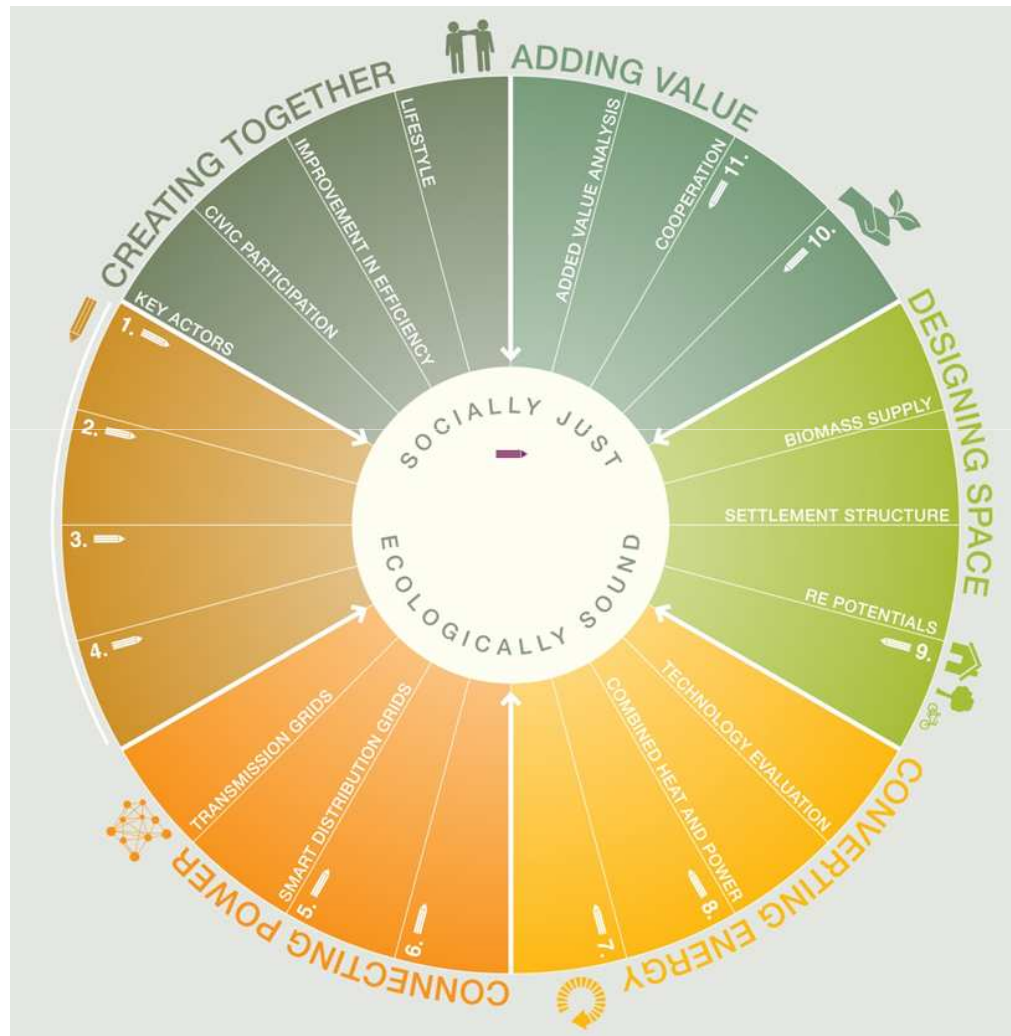 CREATING TOGETHER
LIFESTYLE
IMPROVEMENT IN EFFICIENCY
CIVIC PARTICIPATION
KEY ACTORS
ADDING VALUE
ADDED VALUE ANALYSIS
COOPERATION
11.
10.
DESIGNING SPACE
BIOMASS SUPPLY
SETTLEMENT STRUCTURE
RE POTENTIALS
9.
CONVERTING ENERGY
TECHNOLOGY EVALUATION
COMBINED HEAT AND POWER
8.
7.
CONNECTING POWER
TRANSMISSION GRIDS
SMART DISTRIBUTION GRIDS
5.
6.
1.
2.
3.
4.
SOCIALLY JUST
ECOLOGICALLY SOUND